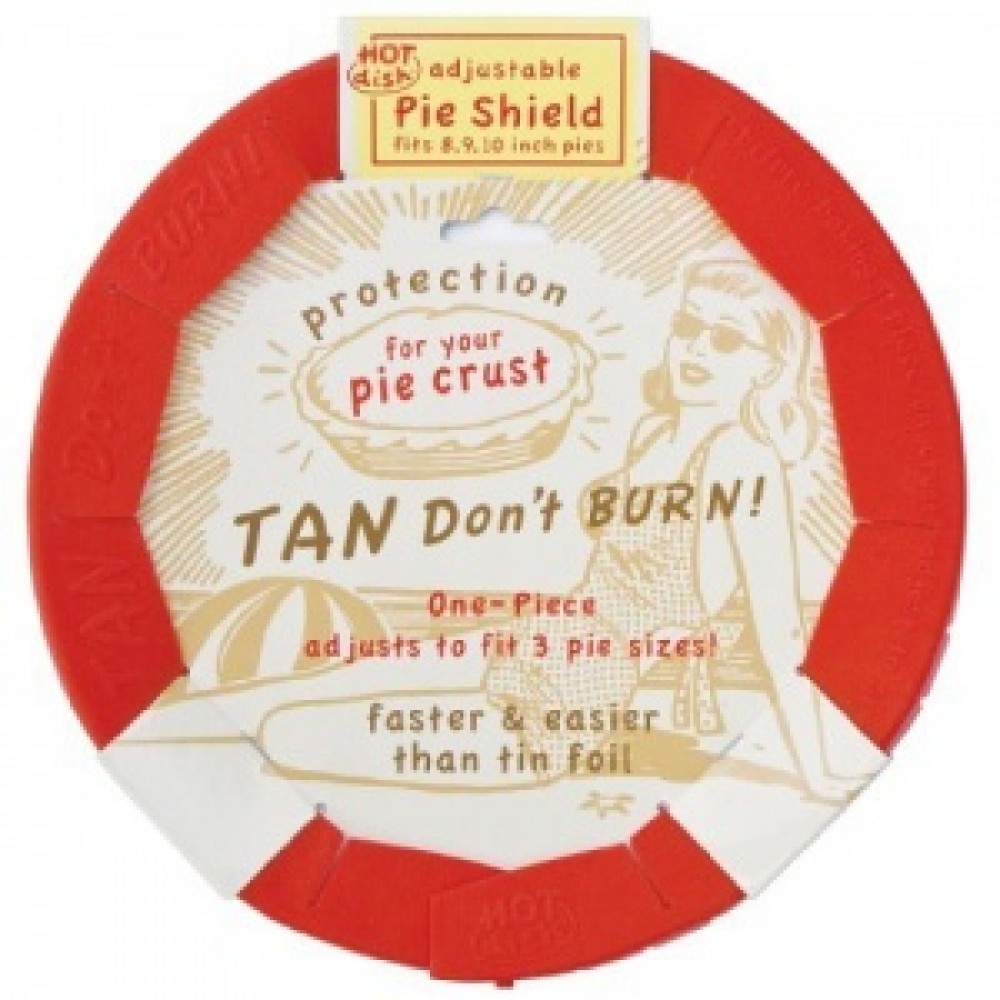 HOT
dish
adjustable
Pie Shield
fits 8.9.10 inch pies
protection
for your
pie crust
TAN Don't BURN!
One-Piece
adjusts to fit 3 pie sizes!
faster & easier
than tin foil
TAN Don't BURN!
HOT
dish